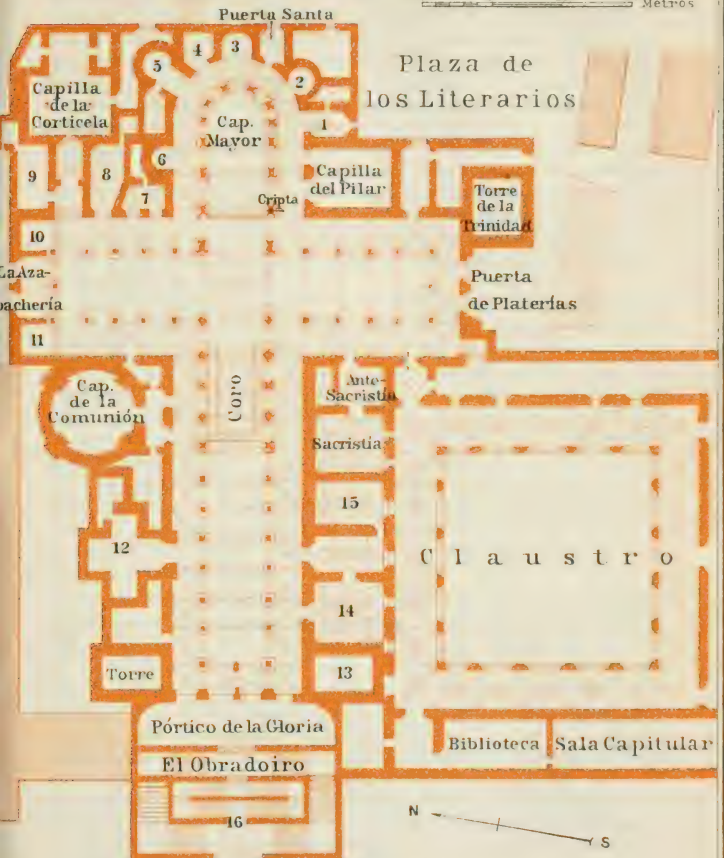 Metros
Puerta Santa
Plaza de
los Literarios
4
3
5
2
1
Capilla
de la
Corticela
Cap.
Mayor
Capilla
del Pilar
Cripta
Torre
de la
Trinidad
9
8
6
7
10
La Aza-
bachería
11
Puerta
de Platerías
Cap.
de la
Comunión
Coro
Ante-
Sacristía
Sacristía
15
12
Claustro
14
Torre
13
Pórtico de la Gloria
El Obradoiro
16
Biblioteca
Sala Capitular
N
S